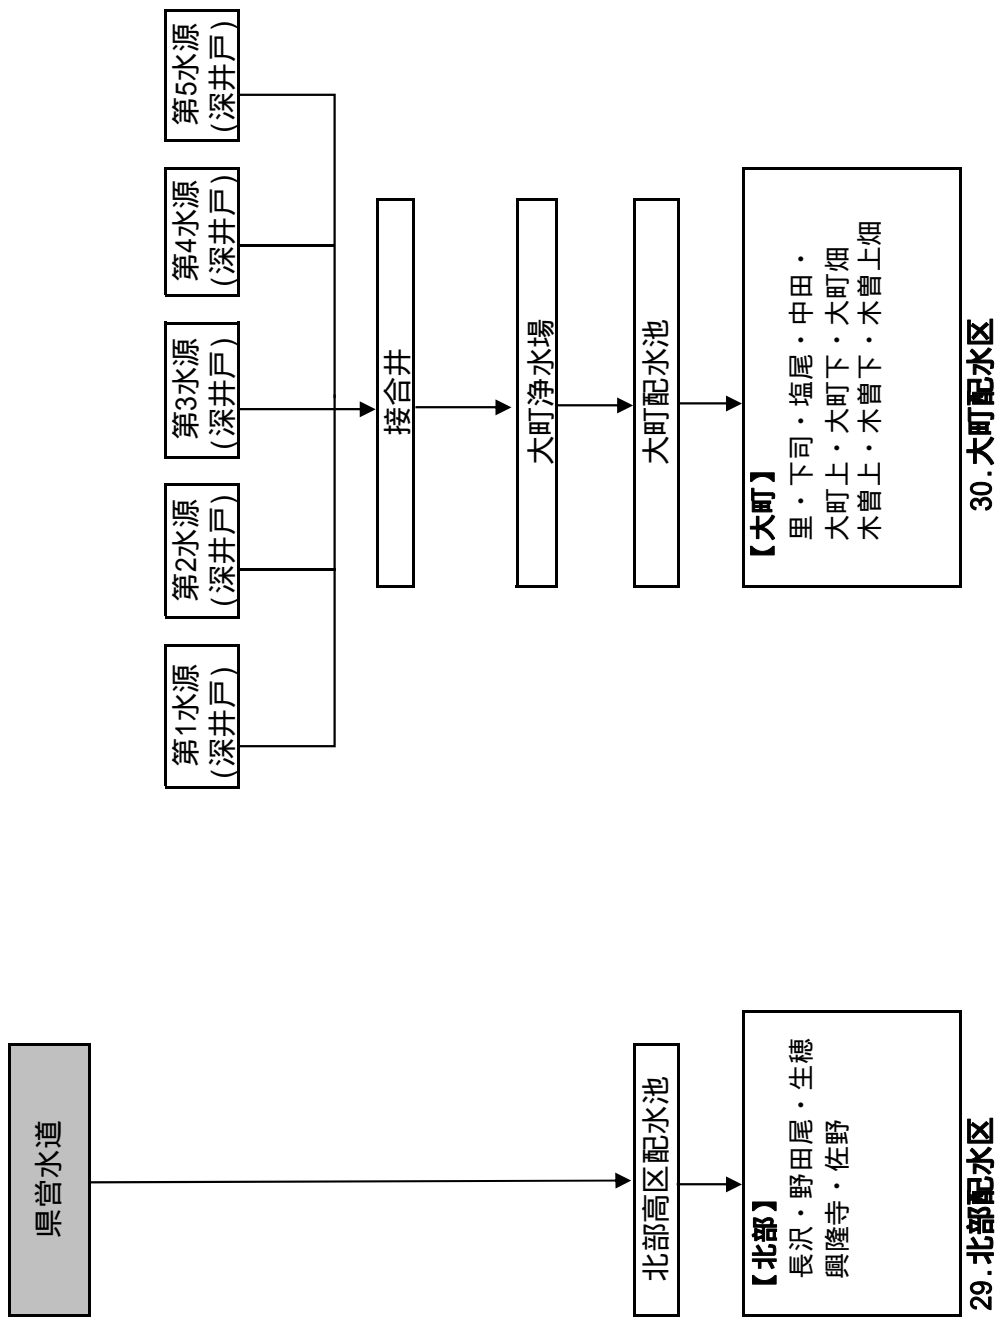 県営水道
北部高区配水池
【北部】
長沢・野田尾・生穂
興隆寺・佐野
29.北部配水区
第1水源
(深井戸)
第2水源
(深井戸)
第3水源
(深井戸)
第4水源
(深井戸)
第5水源
(深井戸)
接合井
大町浄水場
大町配水池
【大町】
里・下司・塩尾・中田・
大町上・大町下・大町畑
木曽上・木曽下・木曽上畑
30.大町配水区